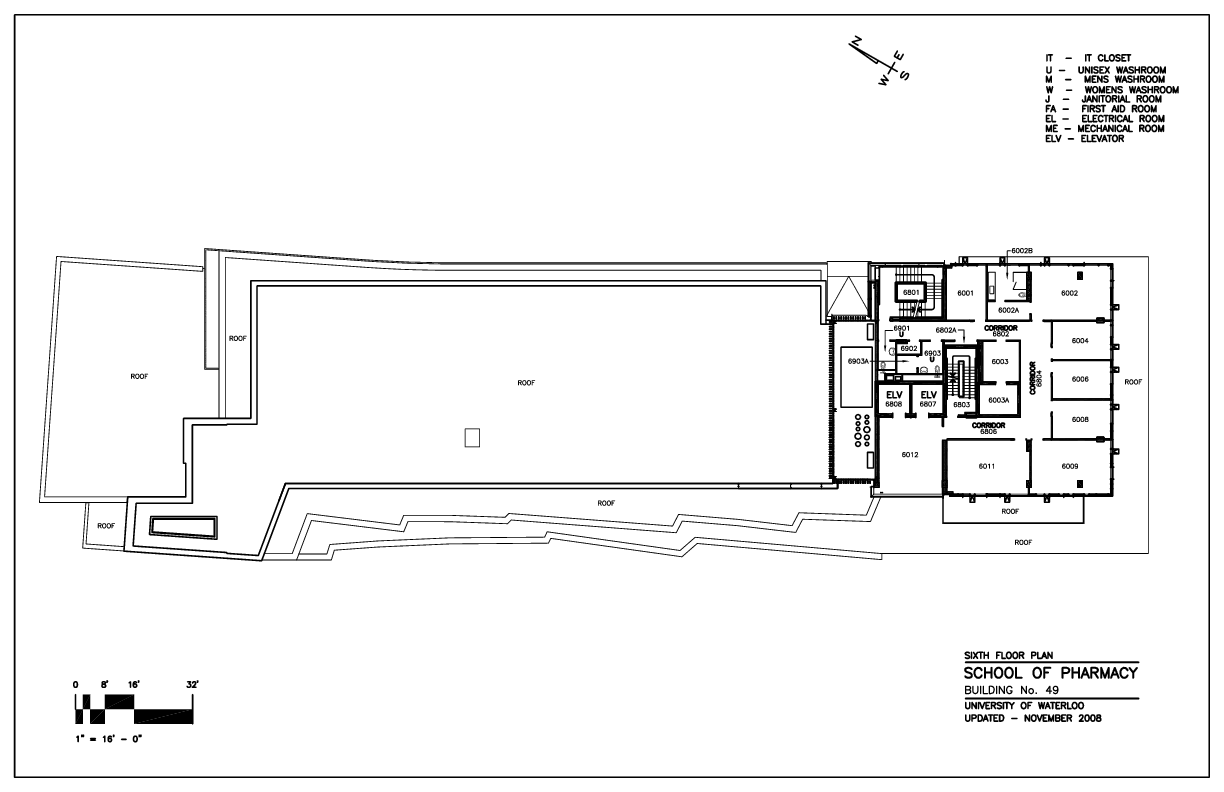 N
E
W
S
IT – IT CLOSET
U – UNISEX WASHROOM
M – MENS WASHROOM
W – WOMENS WASHROOM
J – JANITORIAL ROOM
FA – FIRST AID ROOM
EL – ELECTRICAL ROOM
ME – MECHANICAL ROOM
ELV – ELEVATOR
6002B
6801
6001
6002
6002A
6901
U
6802A
CORRIDOR
6802
ROOF
6902
6903
U
6903A
6003
6004
ROOF
ROOF
ROOF
CORRIDOR
6804
6006
ELV
6808
ELV
6807
6803
6003A
6008
CORRIDOR
6806
6012
6011
6009
ROOF
ROOF
ROOF
ROOF
SIXTH FLOOR PLAN
SCHOOL OF PHARMACY
BUILDING No. 49
UNIVERSITY OF WATERLOO
UPDATED – NOVEMBER 2008
0 8' 16' 32'
1" = 16' – 0"